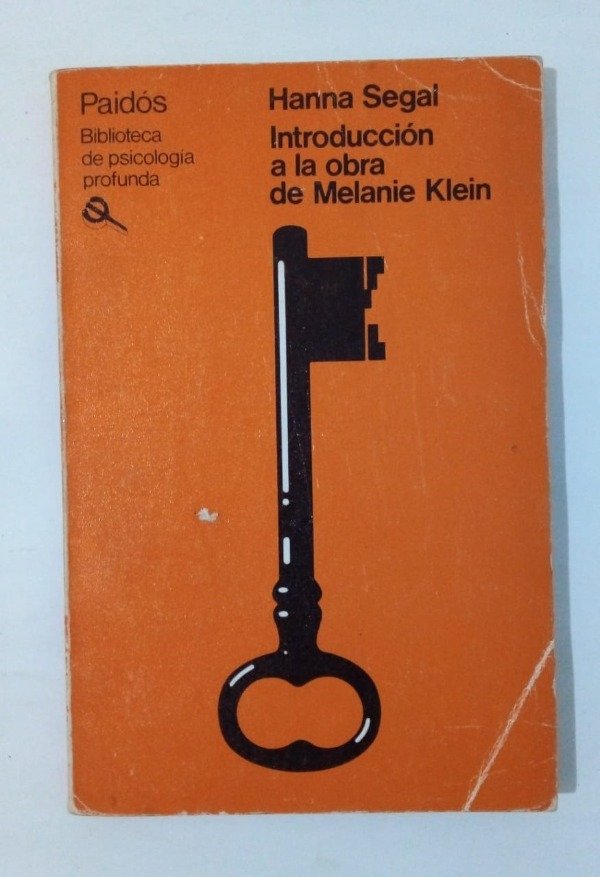 Paidós
Biblioteca
de psicología
profunda
Hanna Segal
Introducción
a la obra
de Melanie Klein